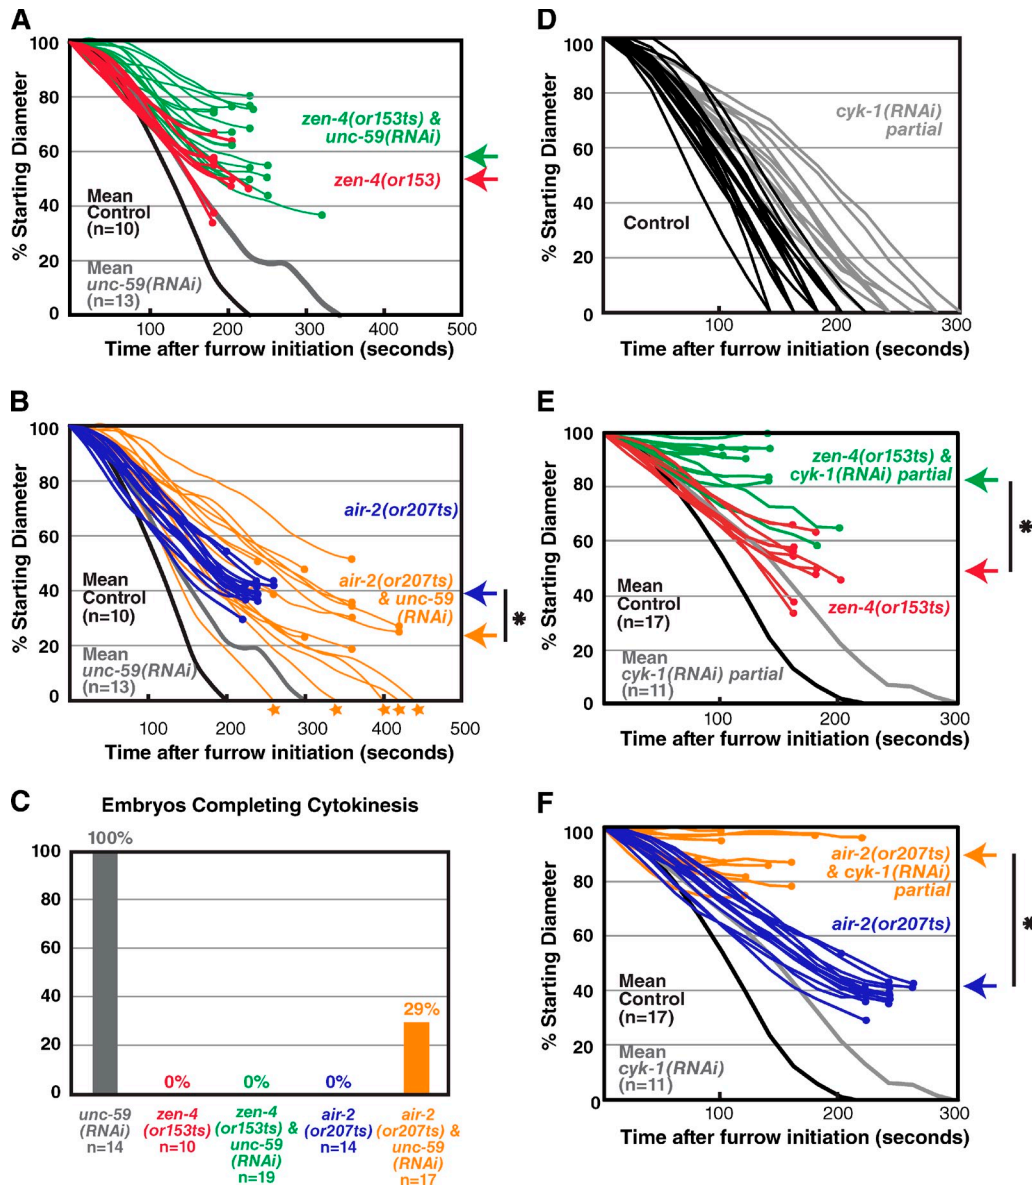 A
% Starting Diameter
100
80
60
40
20
0
zen-4(or153ts) &
unc-59(RNAi)
zen-4(or153)
Mean
Control
(n=10)
Mean
unc-59(RNAi)
(n=13)
100
200
300
400
500
Time after furrow initiation (seconds)
D
% Starting Diameter
100
80
60
40
20
0
cyk-1(RNAi)
partial
Control
100
200
300
Time after furrow initiation (seconds)
B
% Starting Diameter
100
80
60
40
20
0
air-2(or207ts)
air-2(or207ts)
& unc-59
(RNAi)
*
Mean
Control
(n=10)
Mean
unc-59(RNAi)
(n=13)
100
200
300
400
500
Time after furrow initiation (seconds)
E
% Starting Diameter
100
80
60
40
20
0
zen-4(or153ts) &
cyk-1(RNAi) partial
*
zen-4(or153ts)
Mean
Control
(n=17)
Mean
cyk-1(RNAi) partial
(n=11)
100
200
300
Time after furrow initiation (seconds)
C
Embryos Completing Cytokinesis
100
80
60
40
20
0
100%
0%
0%
0%
29%
unc-59
(RNAi)
n=14
zen-4
(or153ts)
n=10
zen-4
(or153ts) &
unc-59
(RNAi)
n=19
air-2
(or207ts)
n=14
air-2
(or207ts) &
unc-59
(RNAi)
n=17
F
% Starting Diameter
100
80
60
40
20
0
air-2(or207ts)
& cyk-1(RNAi)
partial
*
air-2(or207ts)
Mean
Control
(n=17)
Mean
cyk-1(RNAi)
(n=11)
100
200
300
Time after furrow initiation (seconds)